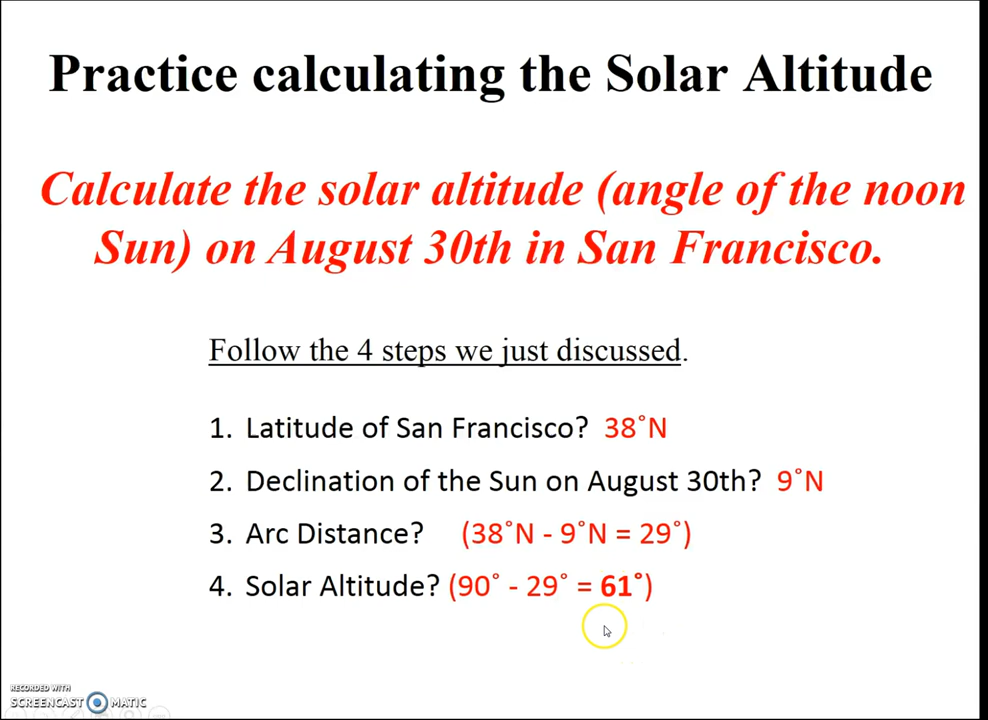 Practice calculating the Solar Altitude
Calculate the solar altitude (angle of the noon
Sun) on August 30th in San Francisco.
Follow the 4 steps we just discussed.
1. Latitude of San Francisco? 38˚N
2. Declination of the Sun on August 30th? 9˚N
3. Arc Distance? (38˚N - 9˚N = 29˚)
4. Solar Altitude? (90˚ - 29˚ = 61˚)
RECORDED WITH
SCREENCAST MATIC